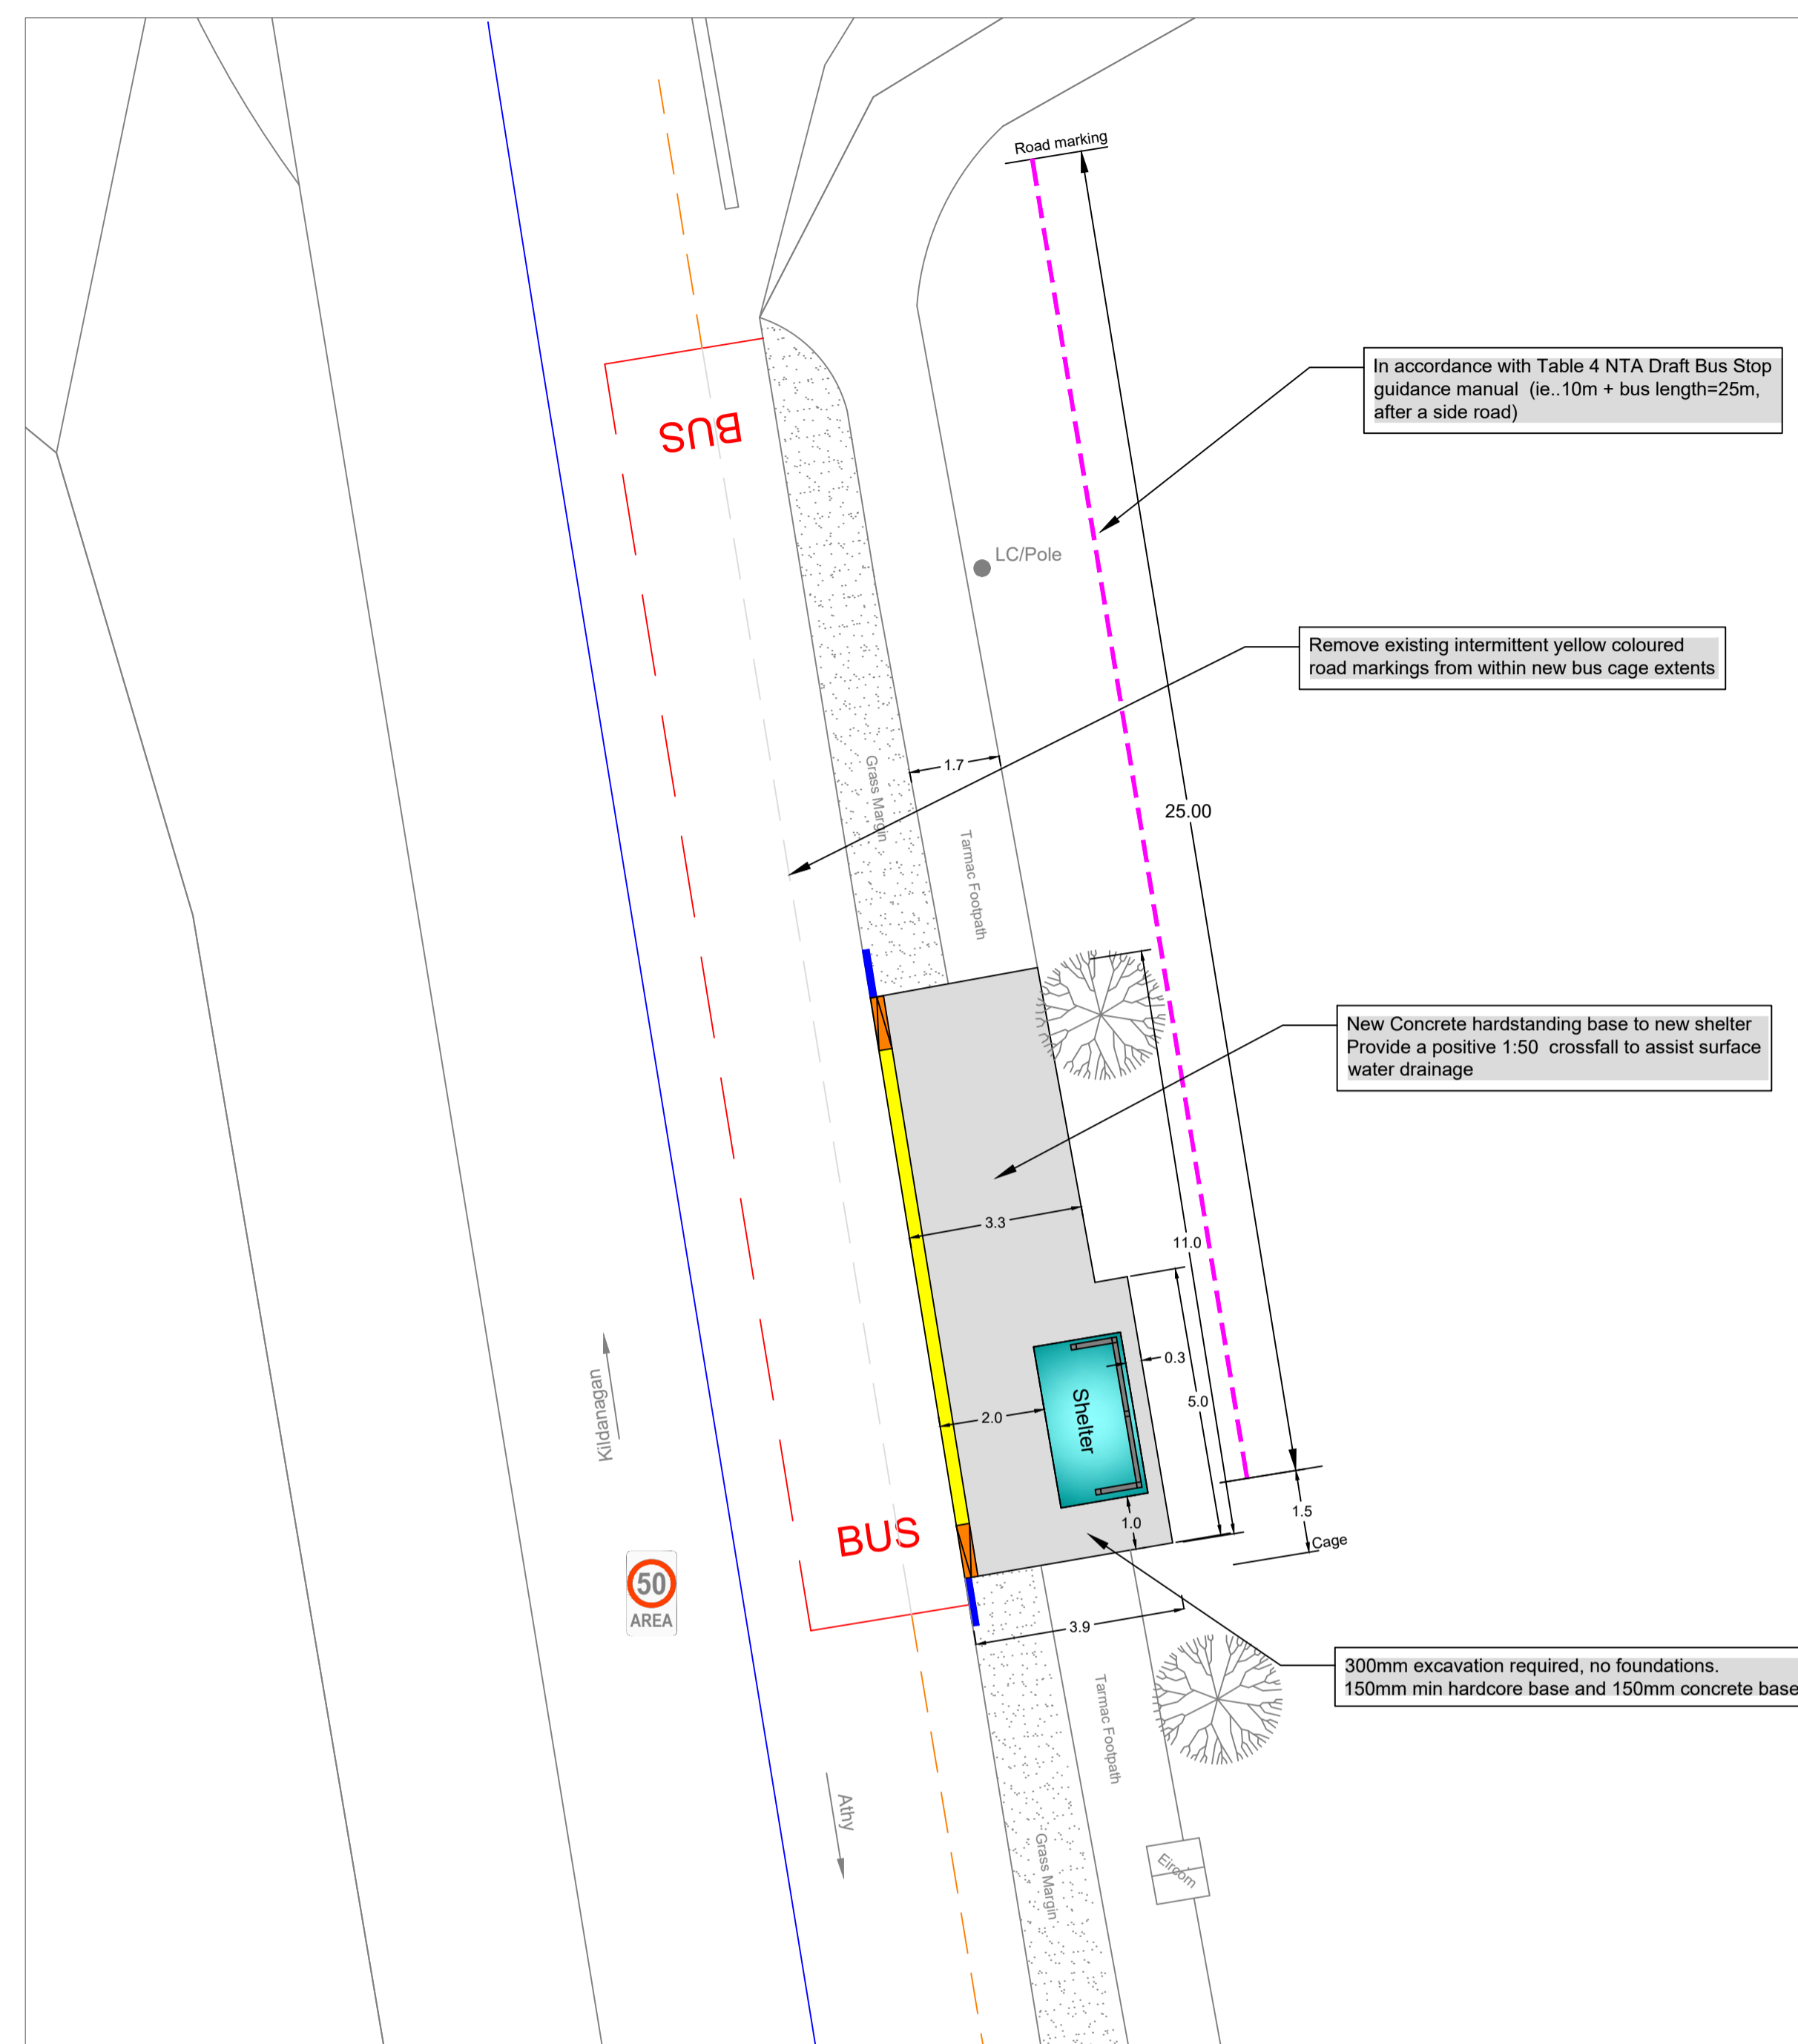 Road marking
In accordance with Table 4 NTA Draft Bus Stop
guidance manual (ie..10m + bus length=25m,
after a side road)
BUS
LC/Pole
Remove existing intermittent yellow coloured
road markings from within new bus cage extents
1.7
Grass Margin
25.00
Tarmac Footpath
New Concrete hardstanding base to new shelter
Provide a positive 1:50 crossfall to assist surface
water drainage
3.3
11.0
0.3
Kildanagan
Shelter
5.0
2.0
1.5
1.0
BUS
Cage
50
AREA
3.9
300mm excavation required, no foundations.
150mm min hardcore base and 150mm concrete base
Tarmac Footpath
Athy
Grass Margin
Eircom